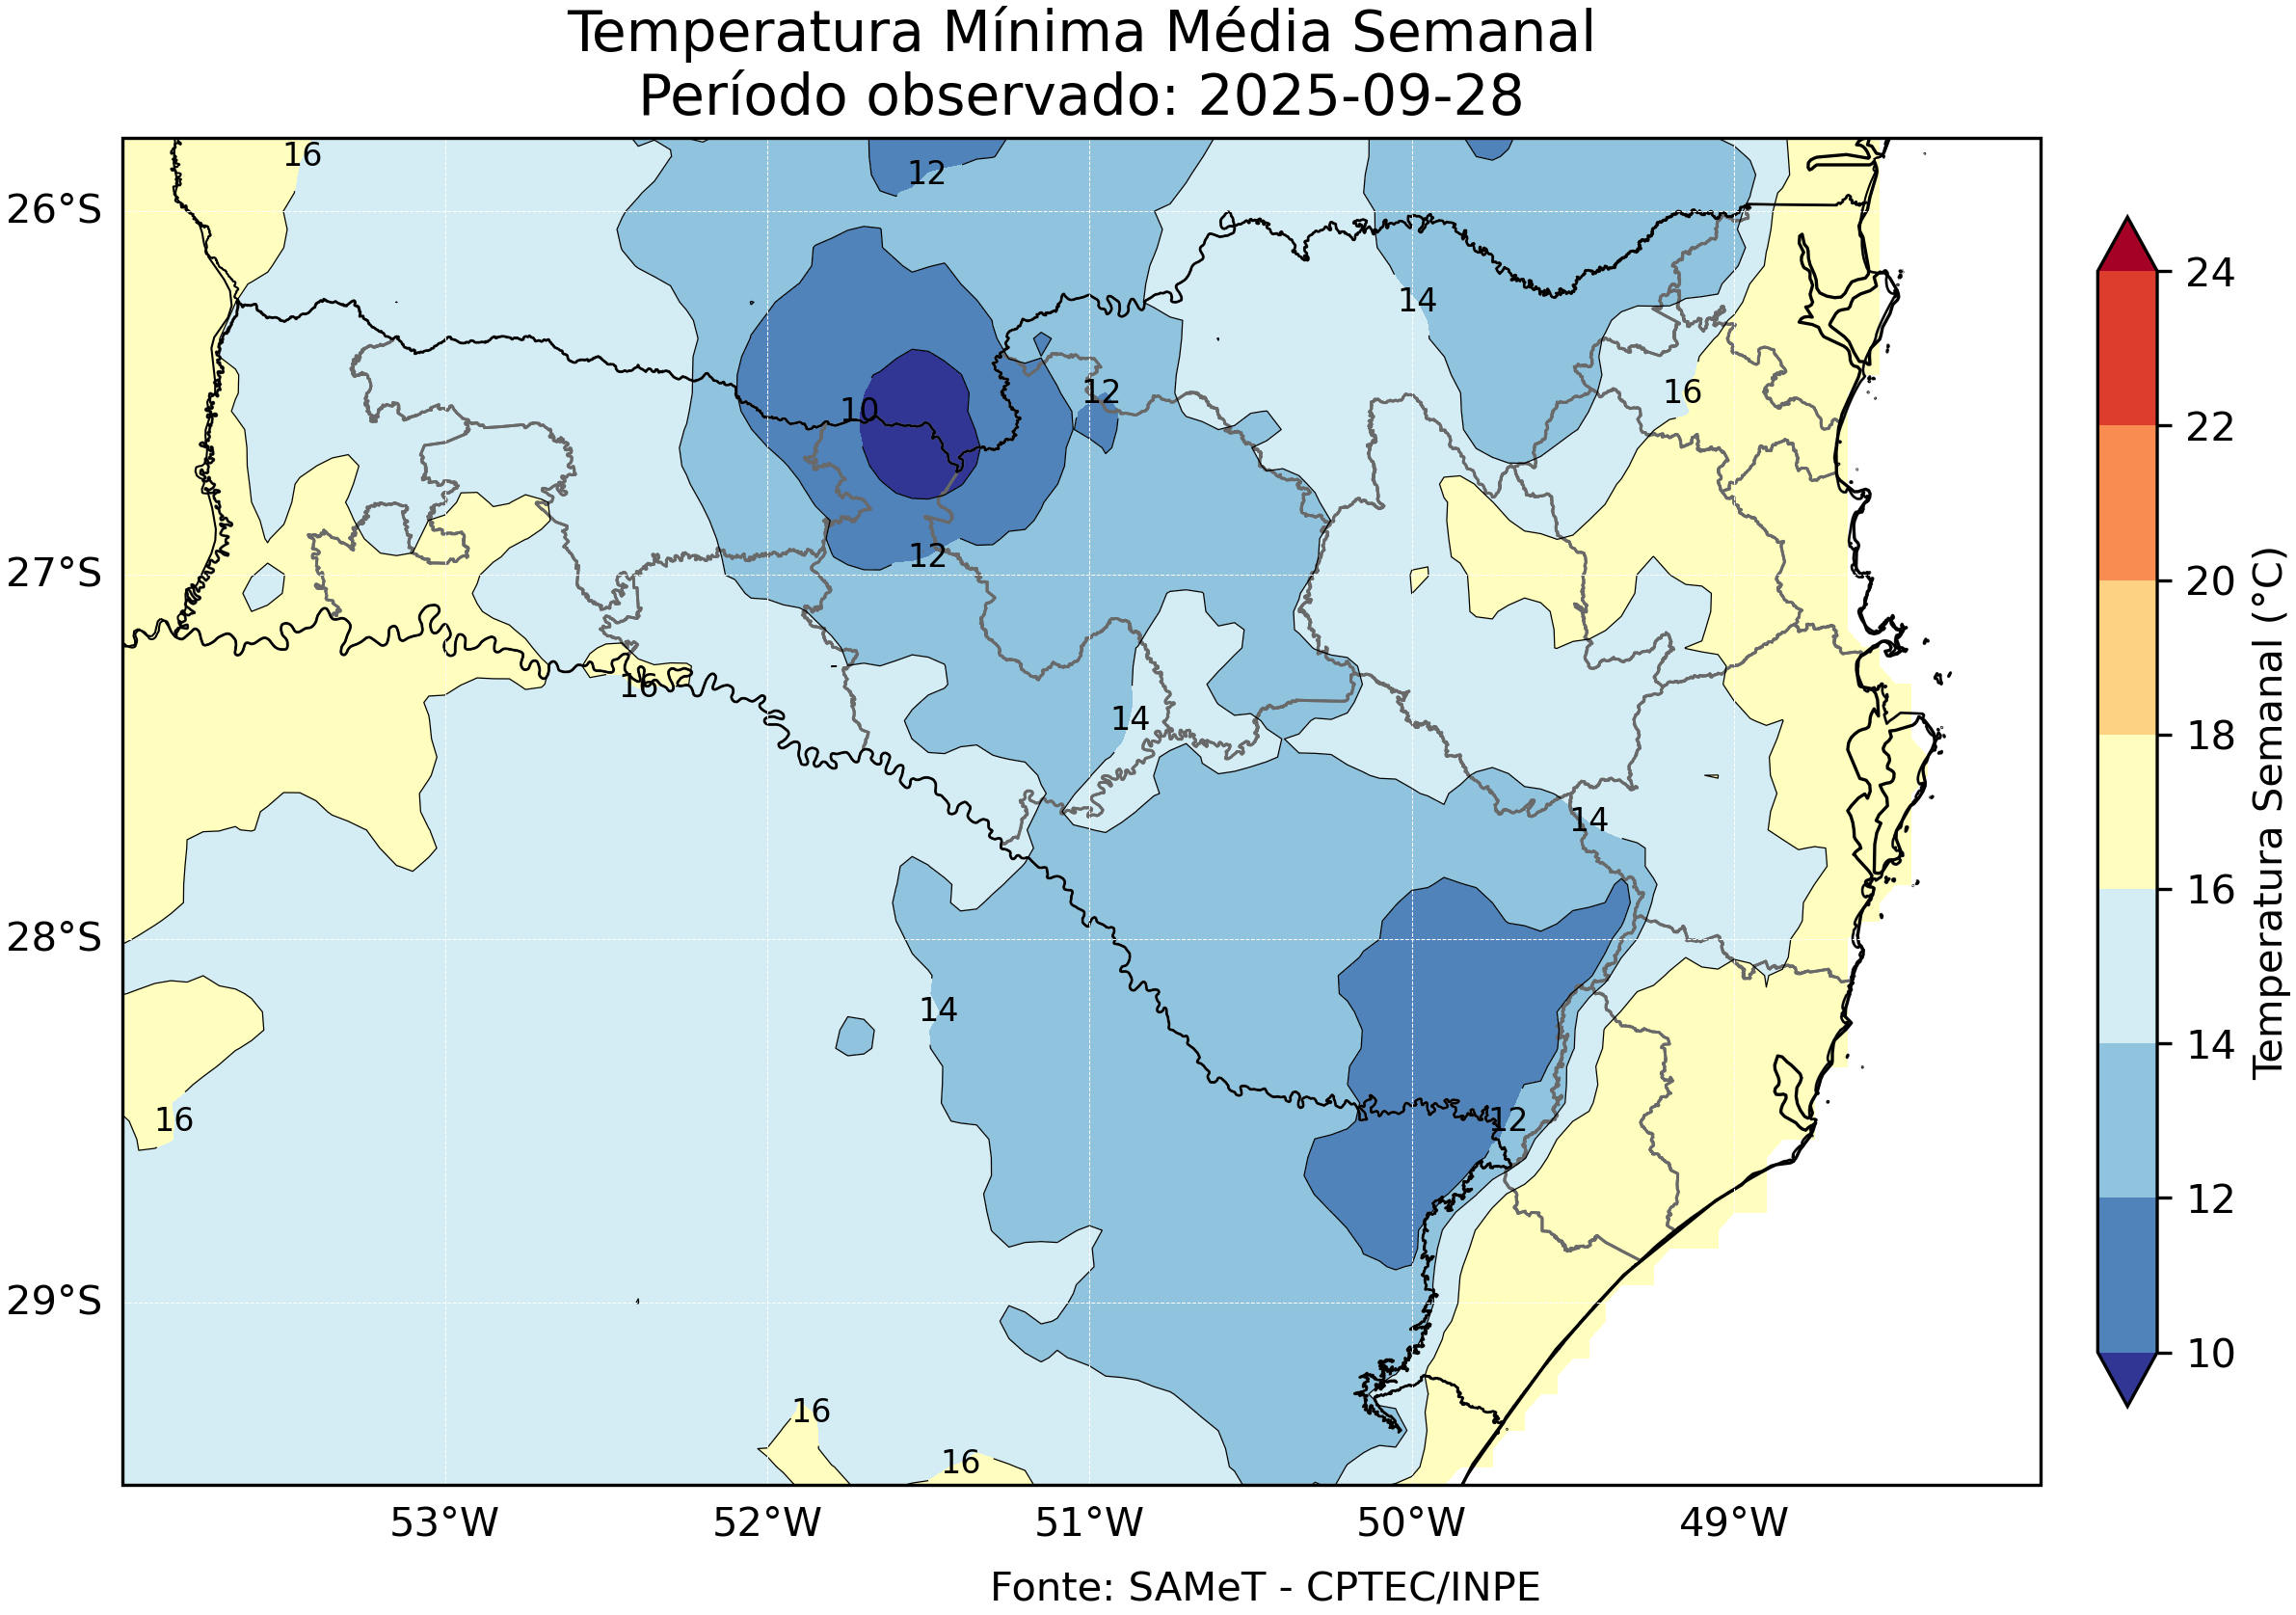 Temperatura Mínima Média Semanal
Período observado: 2025-09-28
16
12
26°S
24
14
12
16
10
22
12
27°S
20
16
14
18
14
16
28°S
14
14
16
12
12
29°S
10
16
16
Temperatura Semanal (°C)
53°W 52°W 51°W 50°W 49°W
Fonte: SAMeT - CPTEC/INPE